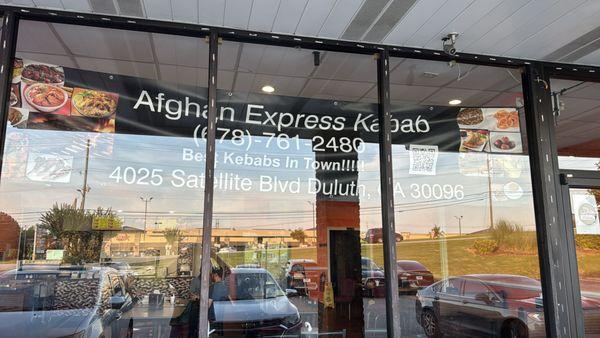 Afghan Express Kabab
(678)-761-2480
Best Kebabs In Town!!!!
4025 Satellite Blvd Duluth, GA 30096